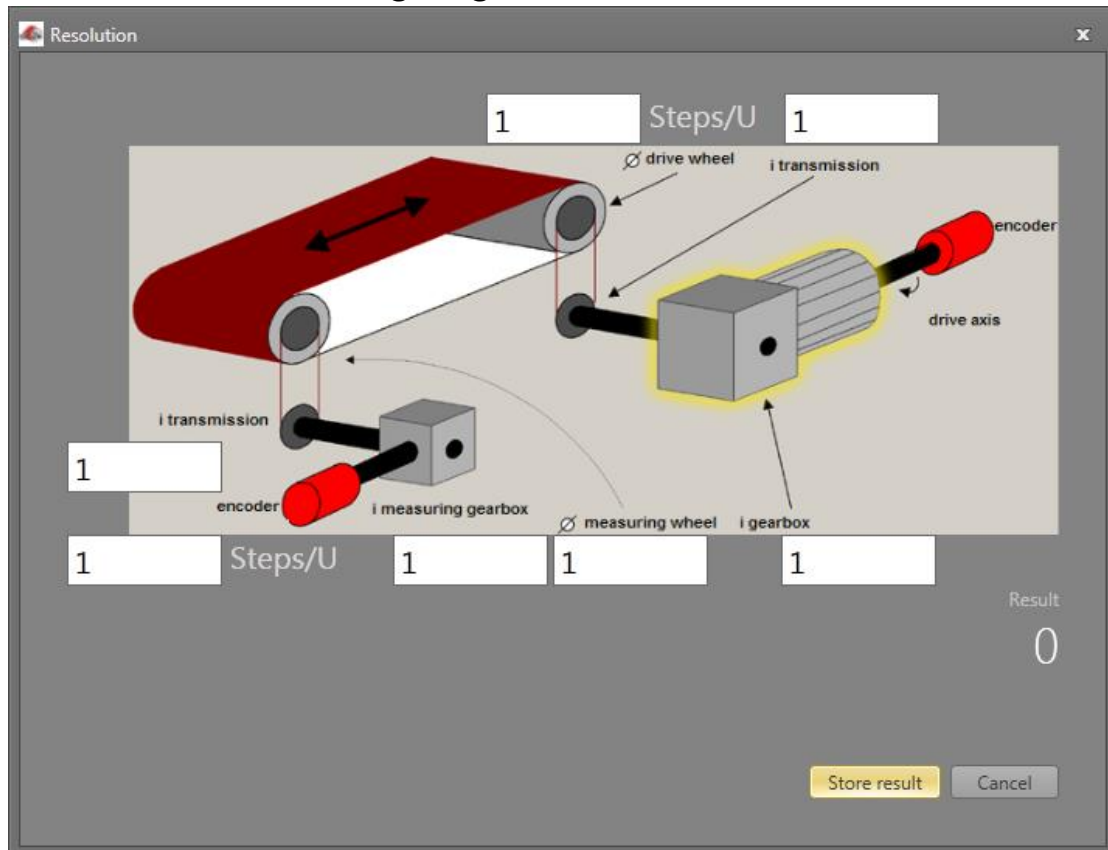 Resolution
x
1 Steps/U 1
Ø drive wheel
i transmission
encoder
drive axis
i transmission
1
encoder
i measuring gearbox
Ø measuring wheel
i gearbox
1 Steps/U 1 1 1
Result
0
Store result Cancel